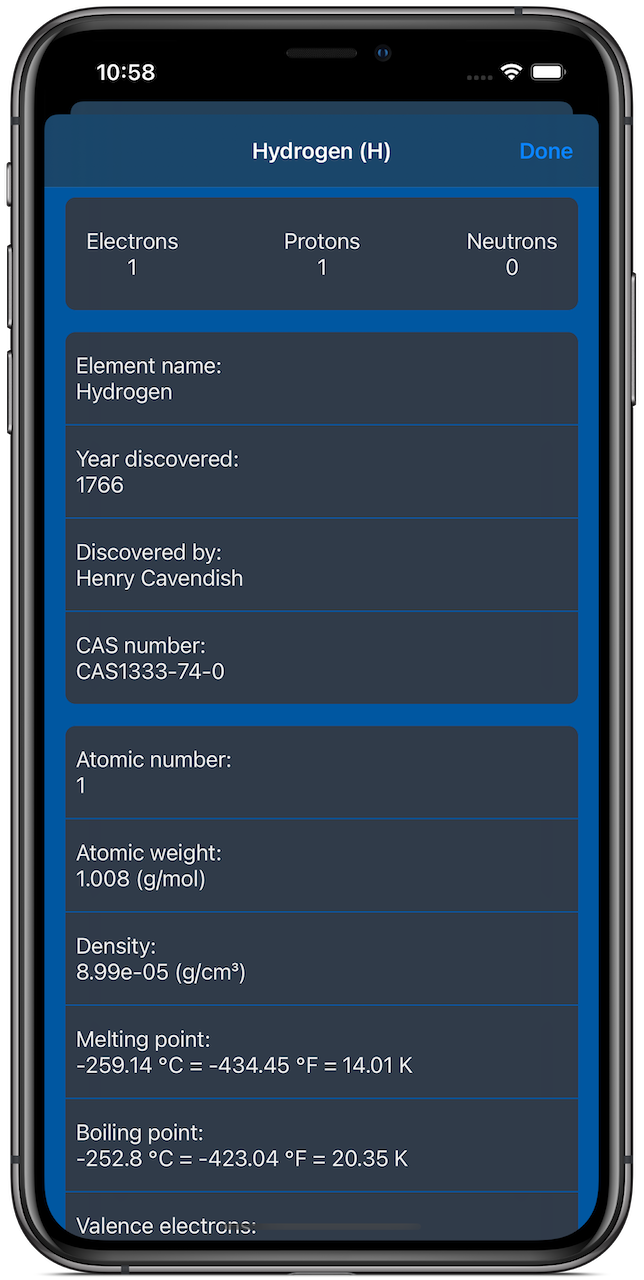 10:58
Hydrogen (H)
Done
Electrons
1
Protons
1
Neutrons
0
Element name:
Hydrogen
Year discovered:
1766
Discovered by:
Henry Cavendish
CAS number:
CAS1333-74-0
Atomic number:
1
Atomic weight:
1.008 (g/mol)
Density:
8.99e-05 (g/cm³)
Melting point:
-259.14 °C = -434.45 °F = 14.01 K
Boiling point:
-252.8 °C = -423.04 °F = 20.35 K
Valence electrons: